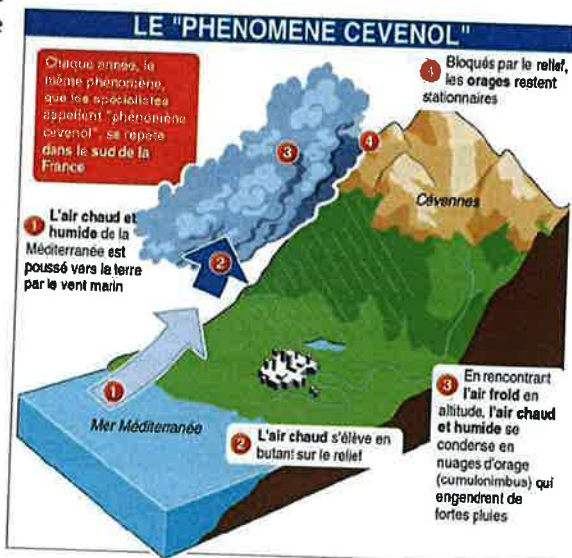 LE "PHENOMENE CEVENOL"
Chaque année, le
même phénomène,
que les spécialistes
appellent "phénomène
cévenol", se répète
dans le sud de la
France
4 Bloqués par le relief,
les orages restent
stationnaires
3
4
Cévennes
1 L'air chaud et
humide de la
Méditerranée est
poussé vers la terre
par le vent marin
2
1
Mer Méditerranée
2 L'air chaud s'élève en
butant sur le relief
3 En rencontrart
l'air froid en
altitude, l'air chaud
et humide se
conderse en
nuages d'orage
(cumulonimbus) qui
engendrent de
fortes pluies